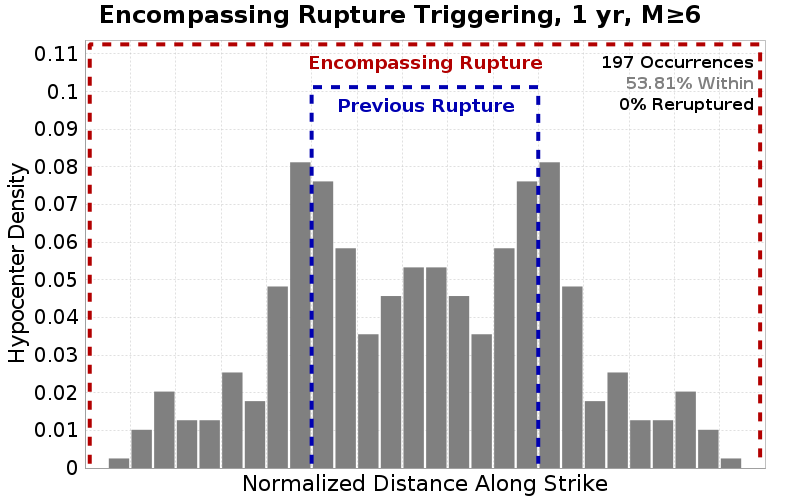 Encompassing Rupture Triggering, 1 yr, M≥6
Encompassing Rupture
197 Occurrences
53.81% Within
0% Reruptured
Previous Rupture
Hypocenter Density
0.11
0.1
0.09
0.08
0.07
0.06
0.05
0.04
0.03
0.02
0.01
0
Normalized Distance Along Strike